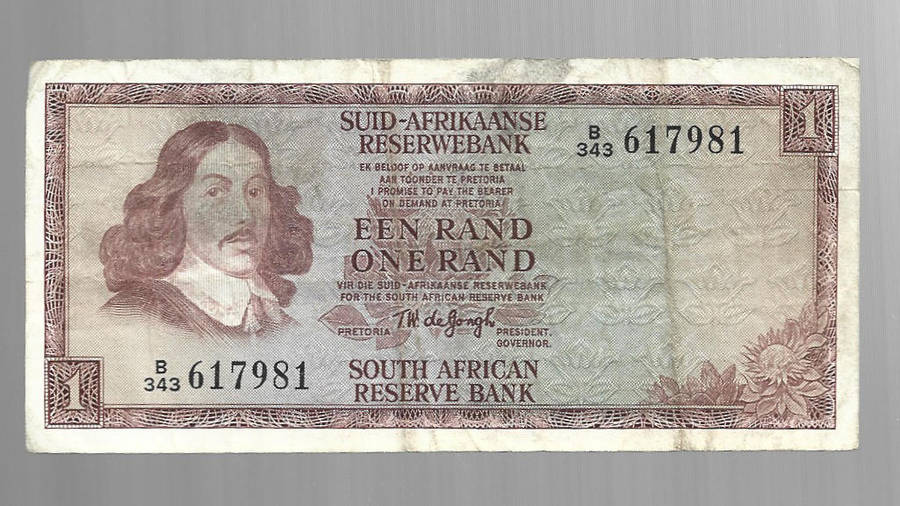 1
SUID-AFRIKAANSE
RESERWEBANK
B
343 617981
EK BELOOF OP AANVRAAG TE BETAAL
AAN TOONDER TE PRETORIA
I PROMISE TO PAY THE BEARER
ON DEMAND AT PRETORIA
EEN RAND
ONE RAND
VIR DIE SUID-AFRIKAANSE RESERWEBANK
FOR THE SOUTH AFRICAN RESERVE BANK
T W de Jongh
PRETORIA PRESIDENT.
GOVERNOR.
B
343 617981
SOUTH AFRICAN
RESERVE BANK
1